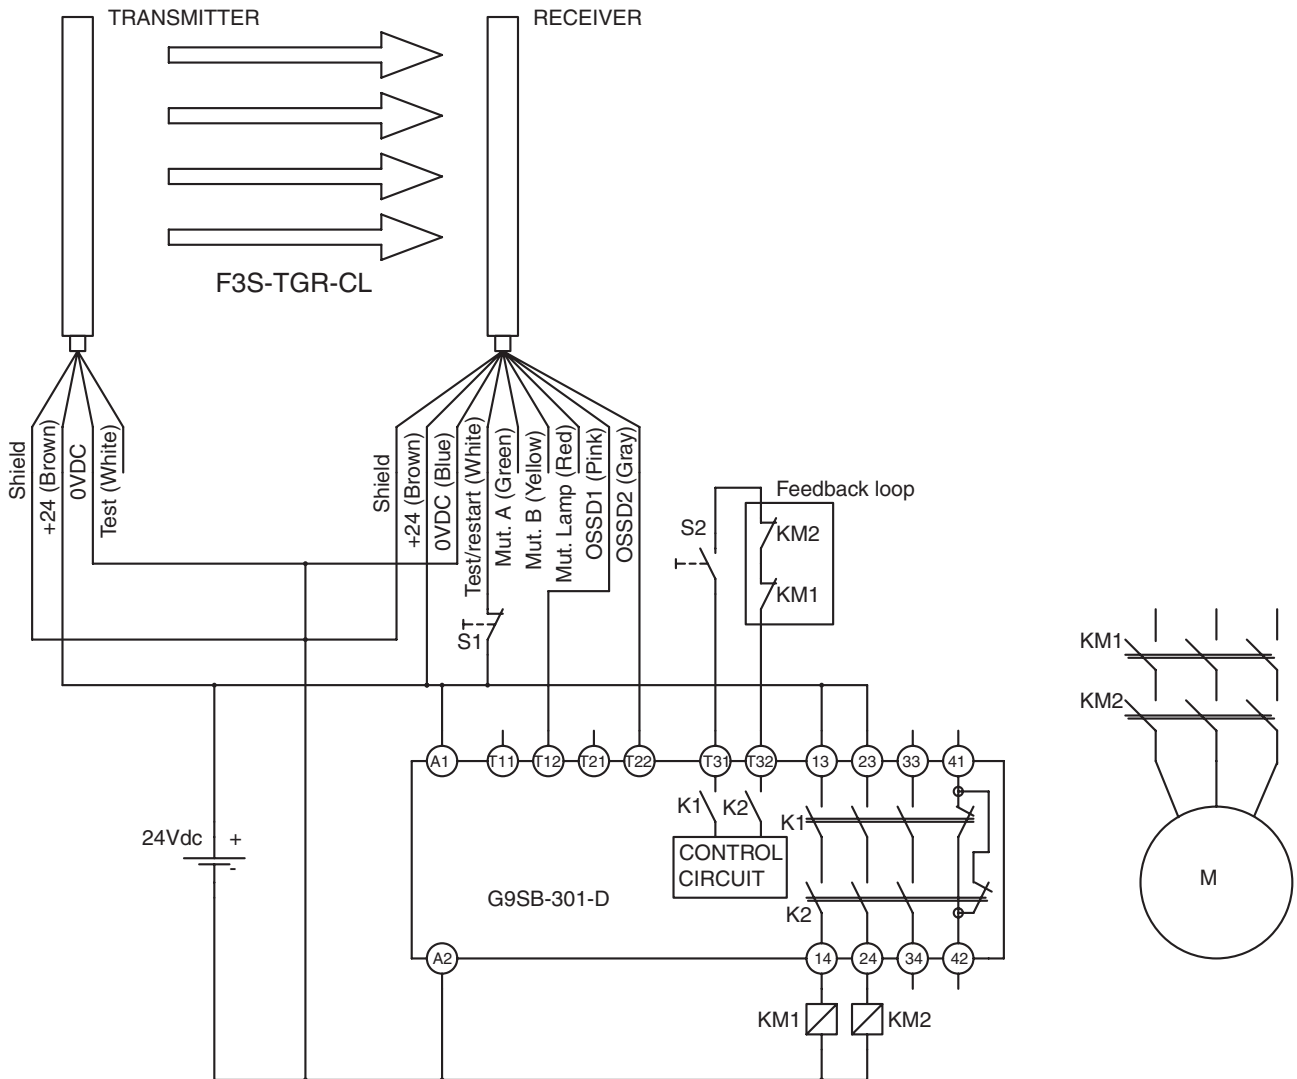 TRANSMITTER
RECEIVER
F3S-TGR-CL
Shield
+24 (Brown)
0VDC
Test (White)
Shield
+24 (Brown)
0VDC (Blue)
Test/restart (White)
Mut. A (Green)
Mut. B (Yellow)
Mut. Lamp (Red)
OSSD1 (Pink)
OSSD2 (Gray)
Feedback loop
S2
KM2
KM1
S1
KM1
KM2
M
A1
T11
T12
T21
T22
T31
T32
13
23
33
41
K1
K2
K1
CONTROL
CIRCUIT
24Vdc
+
-
G9SB-301-D
K2
A2
14
24
34
42
KM1
KM2